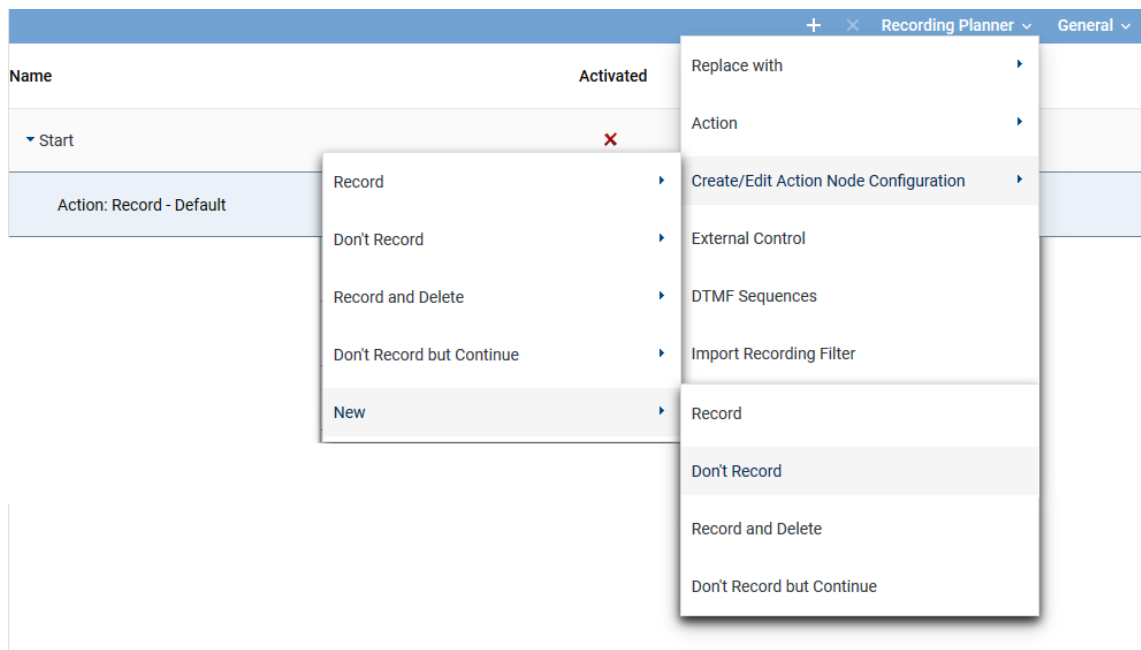 Recording Planner General
Name Activated
Start
Action: Record - Default
Replace with
Action
Create/Edit Action Node Configuration
External Control
DTMF Sequences
Import Recording Filter
Record
Don't Record
Record and Delete
Don't Record but Continue
New
Record
Don't Record
Record and Delete
Don't Record but Continue